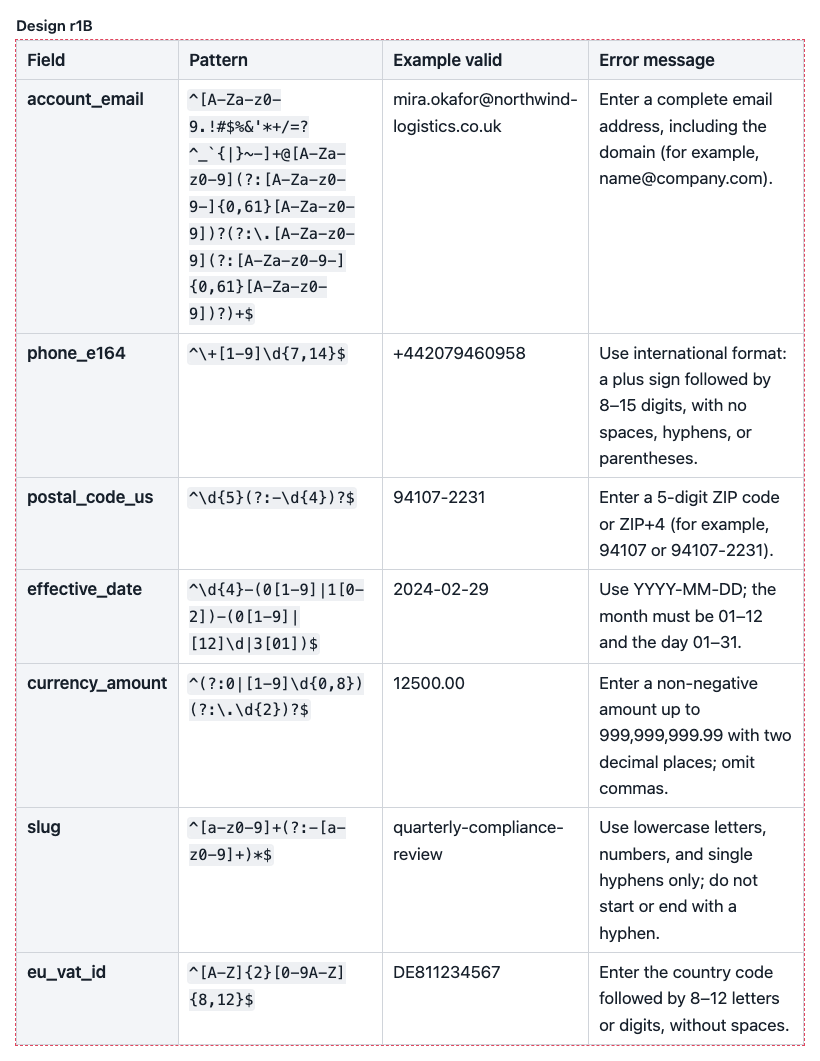 Design r1B
Field Pattern Example valid Error message
account_email
^[A-Za-z0-
9.!#$%&'*+/=?
^_`{|}~-]+@[A-Za-
z0-9](?:[A-Za-z0-
9-]{0,61}[A-Za-z0-
9])?(?:\.[A-Za-z0-
9](?:[A-Za-z0-9-]
{0,61}[A-Za-z0-
9])?)+$
mira.okafor@northwind-
logistics.co.uk
Enter a complete email
address, including the
domain (for example,
name@company.com).
phone_e164
^\+[1-9]\d{7,14}$
+442079460958
Use international format:
a plus sign followed by
8–15 digits, with no
spaces, hyphens, or
parentheses.
postal_code_us
^\d{5}(?:-\d{4})?$
94107-2231
Enter a 5-digit ZIP code
or ZIP+4 (for example,
94107 or 94107-2231).
effective_date
^\d{4}-(0[1-9]|1[0-
2])-(0[1-9]|
[12]\d|3[01])$
2024-02-29
Use YYYY-MM-DD; the
month must be 01–12
and the day 01–31.
currency_amount
^(?:0|[1-9]\d{0,8})
(?:\.\d{2})?$
12500.00
Enter a non-negative
amount up to
999,999,999.99 with two
decimal places; omit
commas.
slug
^[a-z0-9]+(?:-[a-
z0-9]+)*$
quarterly-compliance-
review
Use lowercase letters,
numbers, and single
hyphens only; do not
start or end with a
hyphen.
eu_vat_id
^[A-Z]{2}[0-9A-Z]
{8,12}$
DE811234567
Enter the country code
followed by 8–12 letters
or digits, without spaces.